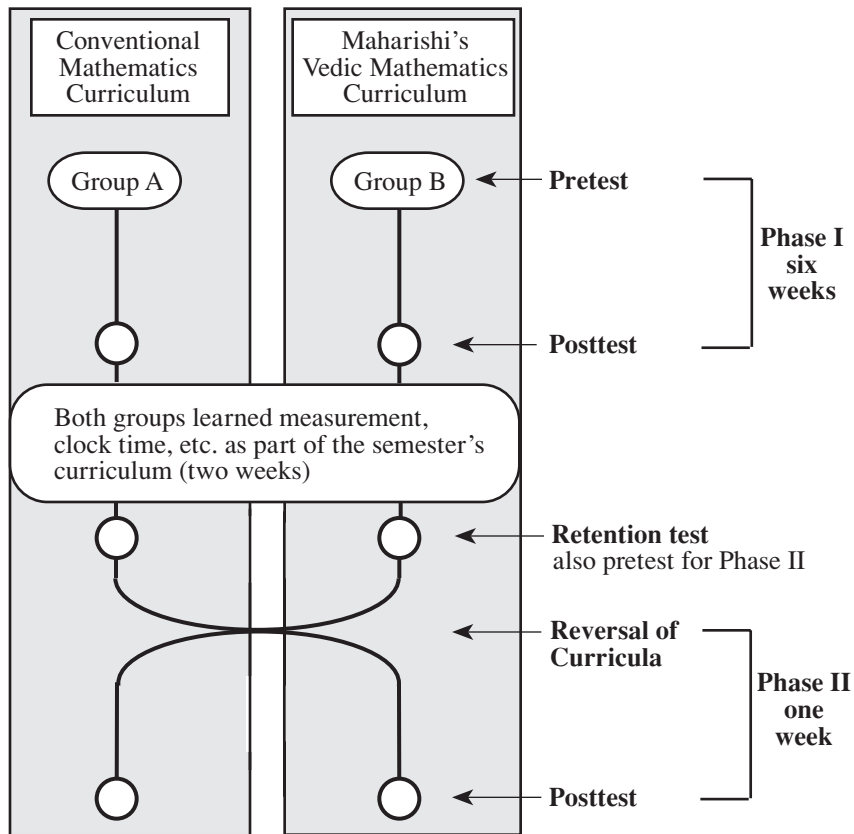 Conventional
Mathematics
Curriculum
Maharishi's
Vedic Mathematics
Curriculum
Group A
Group B
Pretest
Phase I
six
weeks
Posttest
Both groups learned measurement,
clock time, etc. as part of the semester's
curriculum (two weeks)
Retention test
also pretest for Phase II
Reversal of
Curricula
Phase II
one
week
Posttest